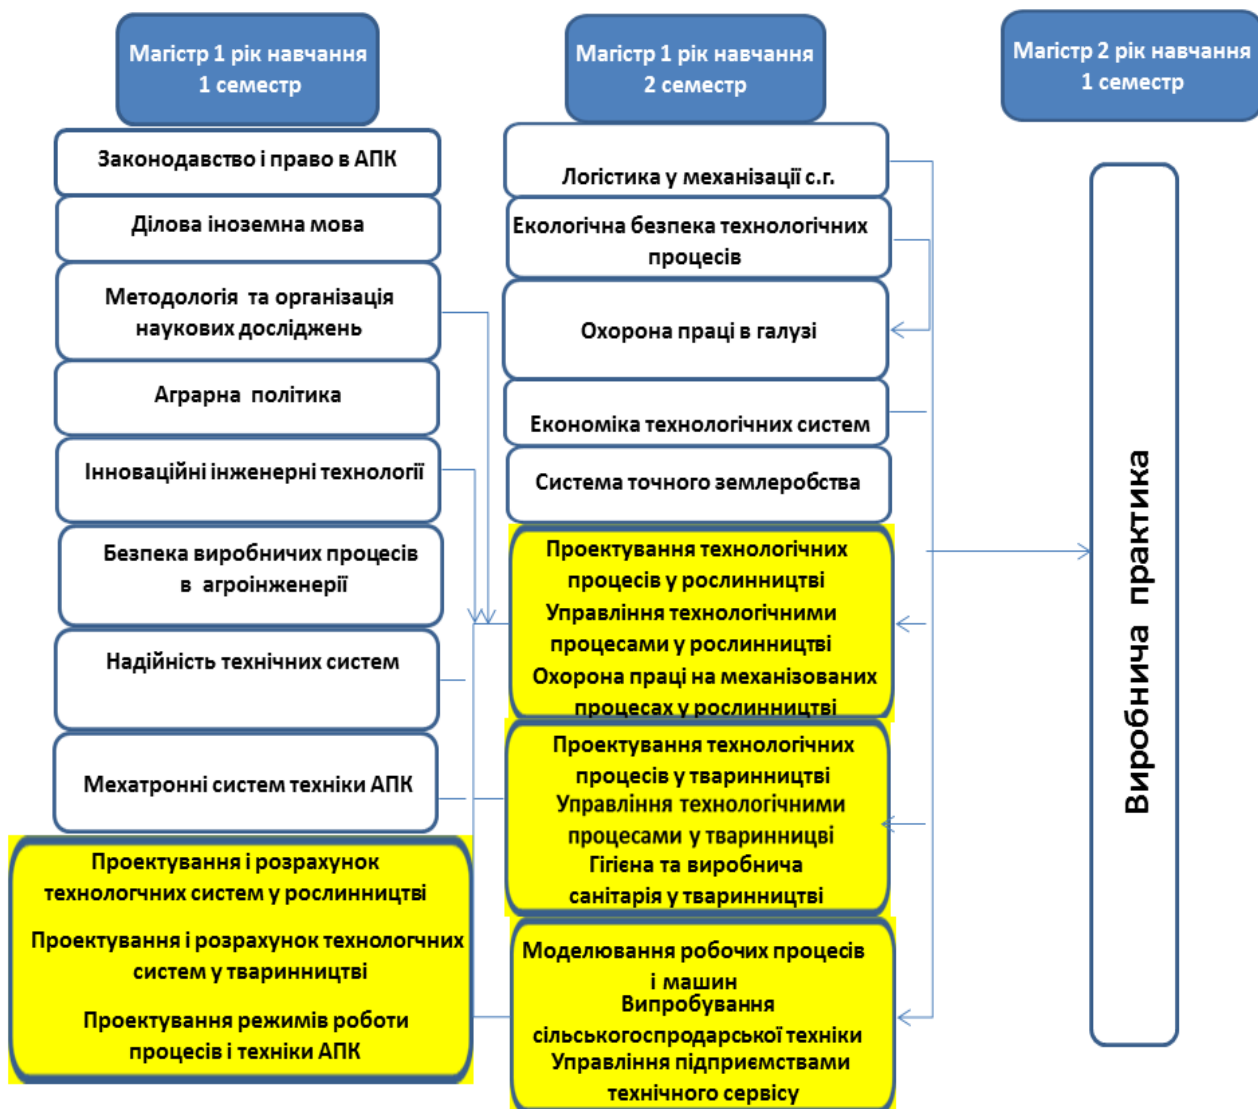 Магістр 1 рік навчання
1 семестр
Законодавство і право в АПК
Ділова іноземна мова
Методологія та організація
наукових досліджень
Аграрна політика
Інноваційні інженерні технології
Безпека виробничих процесів
в агроінженерії
Надійність технічних систем
Мехатронні систем техніки АПК
Проектування і розрахунок
технологчних систем у рослинництві
Проектування і розрахунок технологчних
систем у тваринництві
Проектування режимів роботи
процесів і техніки АПК
Магістр 1 рік навчання
2 семестр
Логістика у механізації с.г.
Екологічна безпека технологічних
процесів
Охорона праці в галузі
Економіка технологічних систем
Система точного землеробства
Проектування технологічних
процесів у рослинництві
Управління технологічними
процесами у рослинництві
Охорона праці на механізованих
процесах у рослинництві
Проектування технологічних
процесів у тваринництві
Управління технологічними
процесами у тваринницві
Гігієна та виробнича
санітарія у тваринництві
Моделювання робочих процесів
і машин
Випробування
сільськогоспродарської техніки
Управління підприємствами
технічного сервісу
Магістр 2 рік навчання
1 семестр
Виробнича практика